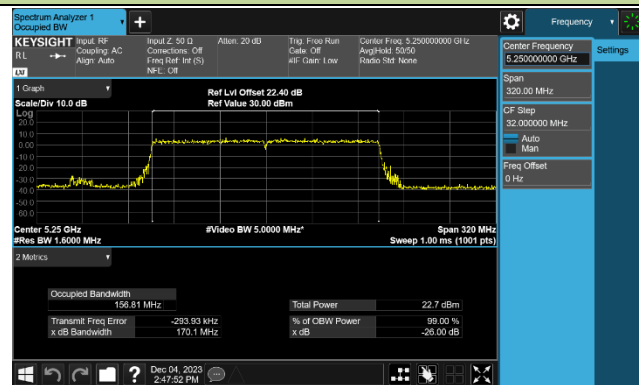 Spectrum Analyzer 1
Occupied BW
Frequency
KEYSIGHT
Input: RF
Input Z: 50 Ω
Atten: 20 dB
Trig: Free Run
Center Freq: 5.250000000 GHz
RL
Coupling: AC
Corrections: Off
Gate: Off
Avg|Hold: 50/50
Align: Auto
Freq Ref: Int (S)
#IF Gain: Low
Radio Std: None
NFE: Off
LXI
Center Frequency
5.250000000 GHz
Settings
Span
320.00 MHz
CF Step
32.000000 MHz
Auto
Man
Freq Offset
0 Hz
1 Graph
Ref Lvl Offset 22.40 dB
Scale/Div 10.0 dB
Ref Value 30.00 dBm
Log
20.0
10.0
0.00
-10.0
-20.0
-30.0
-40.0
-50.0
-60.0
Center 5.25 GHz
#Video BW 5.0000 MHz*
Span 320 MHz
#Res BW 1.6000 MHz
Sweep 1.00 ms (1001 pts)
2 Metrics
Occupied Bandwidth
156.81 MHz
Total Power
22.7 dBm
Transmit Freq Error
-293.93 kHz
% of OBW Power
99.00 %
x dB Bandwidth
170.1 MHz
x dB
-26.00 dB
?
Dec 04, 2023
2:47:52 PM